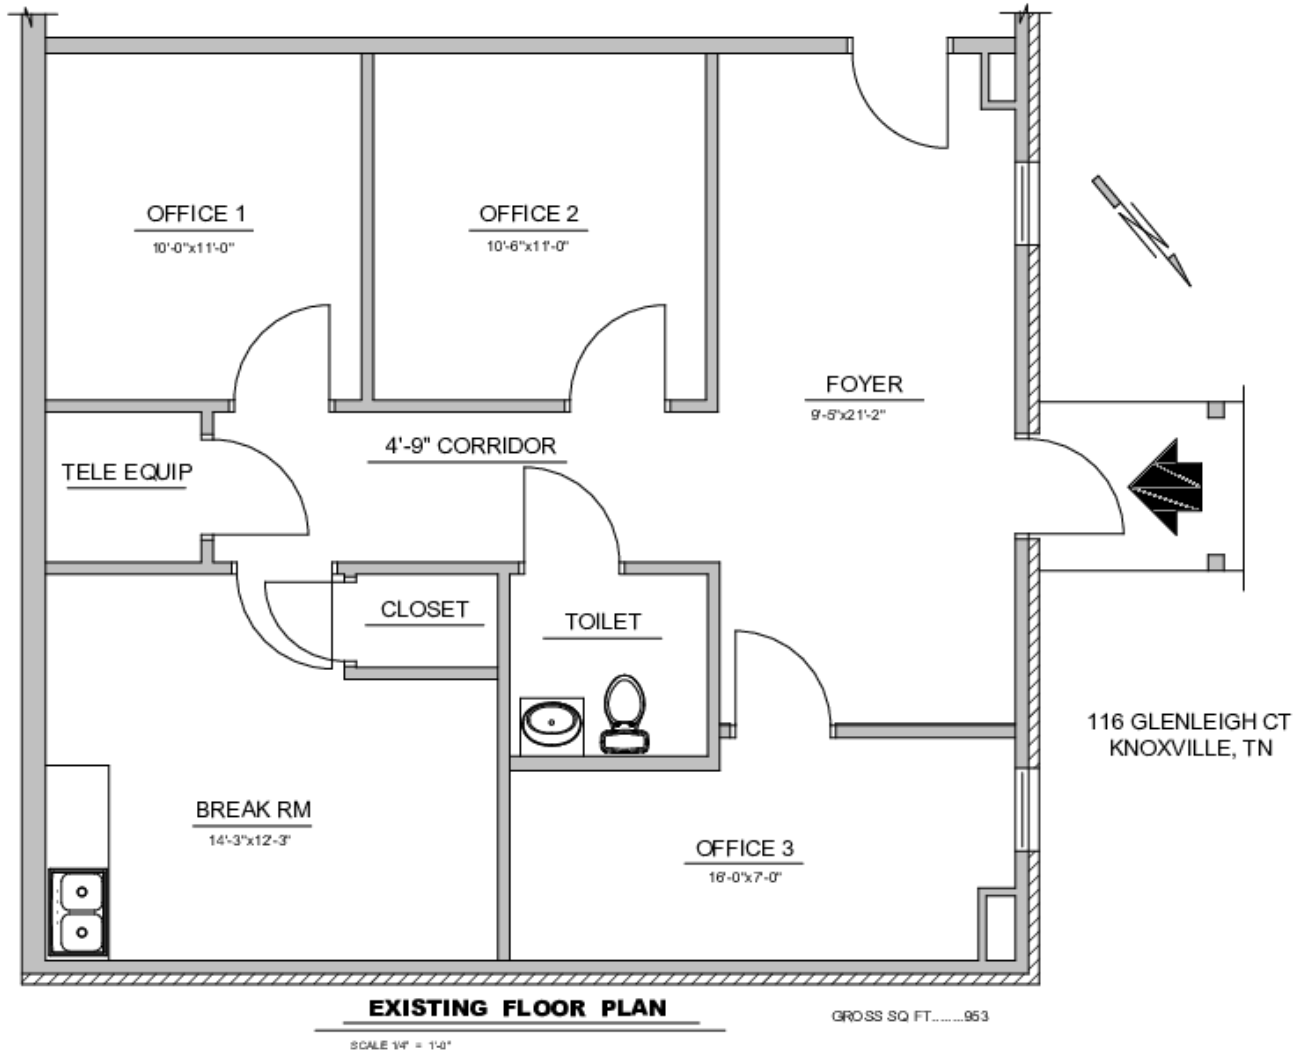 OFFICE 1
10'-0"x11'-0"
OFFICE 2
10'-6"x11'-0"
FOYER
9'-5"x21'-2"
4'-9" CORRIDOR
TELE EQUIP
CLOSET
TOILET
116 GLENLEIGH CT
KNOXVILLE, TN
BREAK RM
14'-3"x12'-3"
OFFICE 3
16'-0"x7'-0"
EXISTING FLOOR PLAN
GROSS SQ FT........953
SCALE 1/4" = 1'-0"